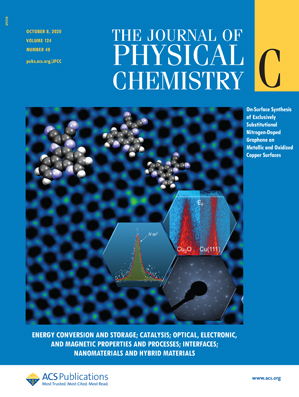 OCTOBER 8, 2020
VOLUME 124
NUMBER 40
pubs.acs.org/JPCC
THE JOURNAL OF
PHYSICAL
CHEMISTRY
C
On-Surface Synthesis
of Exclusively
Substitutional
Nitrogen-Doped
Graphene on
Metallic and Oxidized
Copper Surfaces
Cu₂O
Cu(111)
ENERGY CONVERSION AND STORAGE; CATALYSIS; OPTICAL, ELECTRONIC,
AND MAGNETIC PROPERTIES AND PROCESSES; INTERFACES;
NANOMATERIALS AND HYBRID MATERIALS
ACS Publications
Most Trusted. Most Cited. Most Read.
www.acs.org